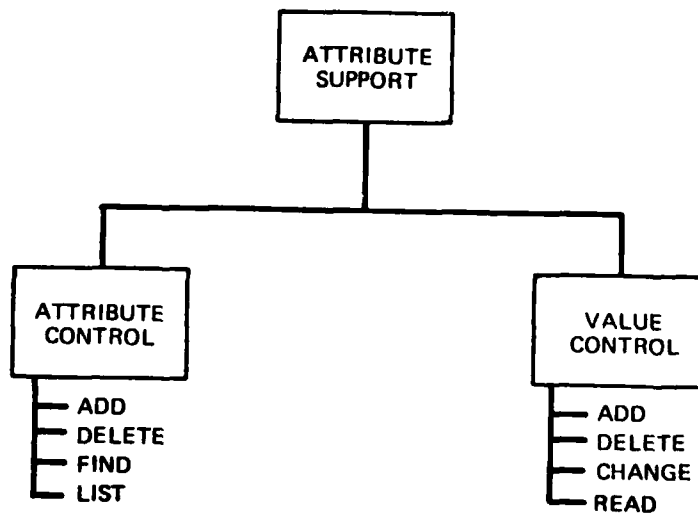 ATTRIBUTE
SUPPORT
ATTRIBUTE
CONTROL
ADD
DELETE
FIND
LIST
VALUE
CONTROL
ADD
DELETE
CHANGE
READ